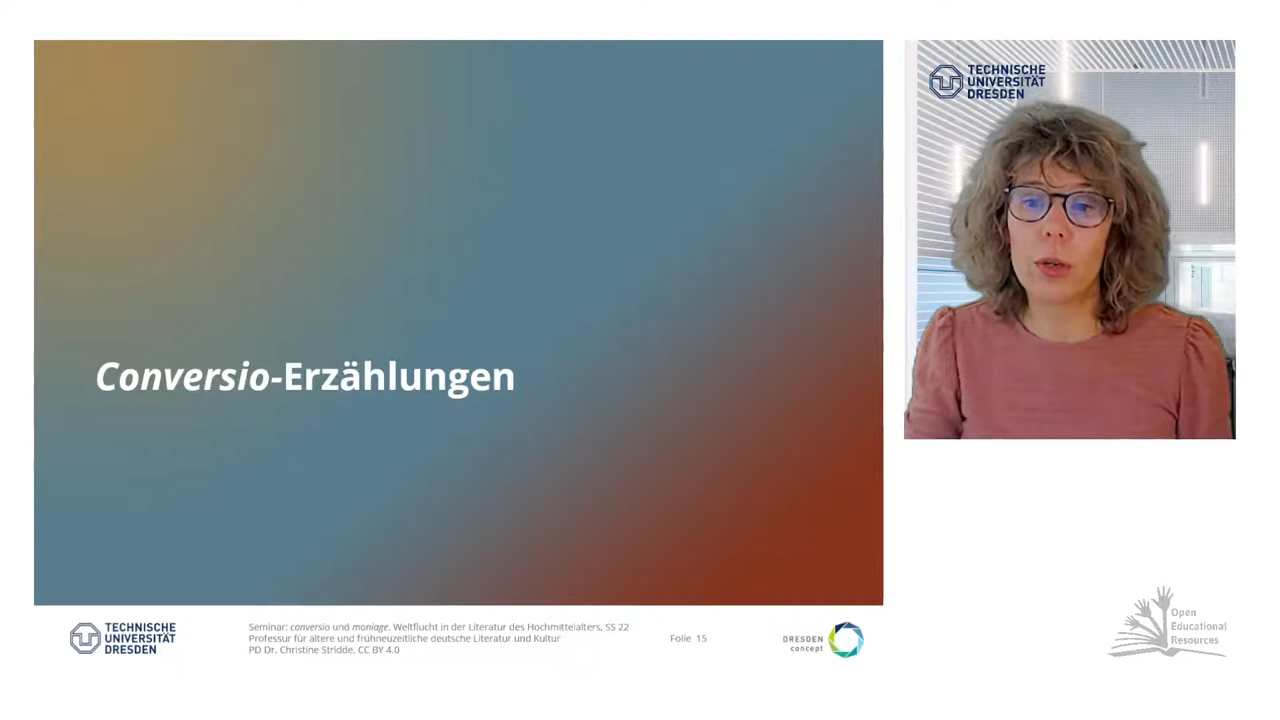 Conversio-Erzählungen
TECHNISCHE
UNIVERSITÄT
DRESDEN
TECHNISCHE
UNIVERSITÄT
DRESDEN
Seminar: conversio und moniage. Weltflucht in der Literatur des Hochmittelalters, SS 22
Professur für ältere und frühneuzeitliche deutsche Literatur und Kultur
PD Dr. Christine Stridde, CC BY 4.0
Folie 15
DRESDEN
concept
Open
Educational
Resources